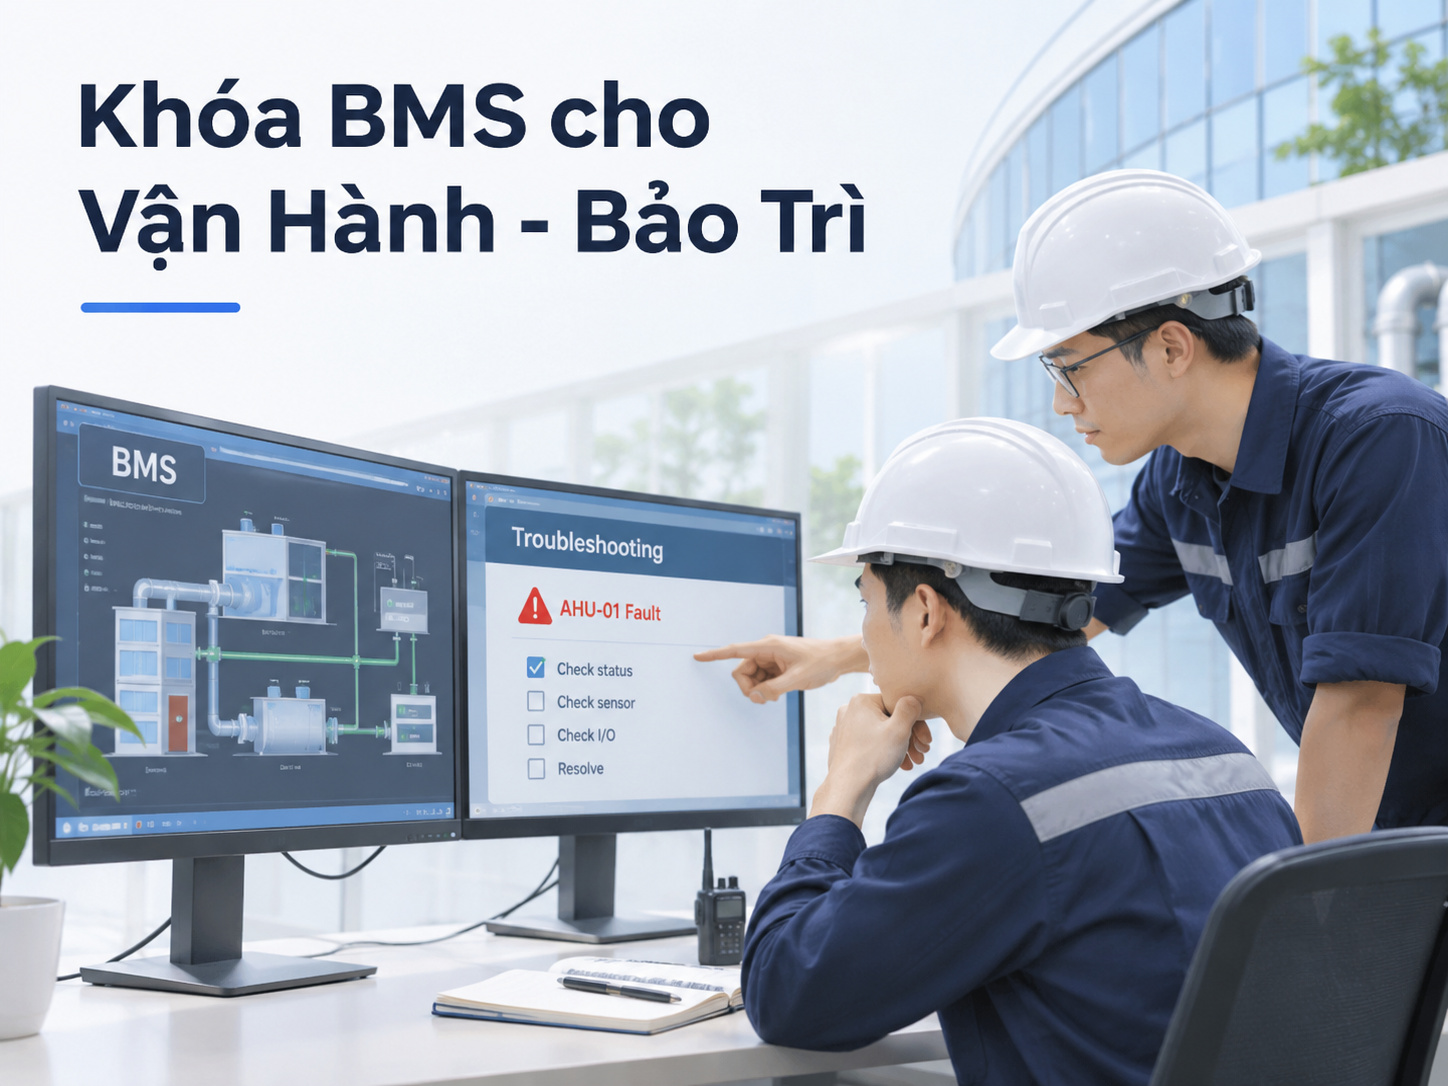 Khóa BMS cho
Vận Hành - Bảo Trì
BMS
Troubleshooting
AHU-01 Fault
Check status
Check sensor
Check I/O
Resolve